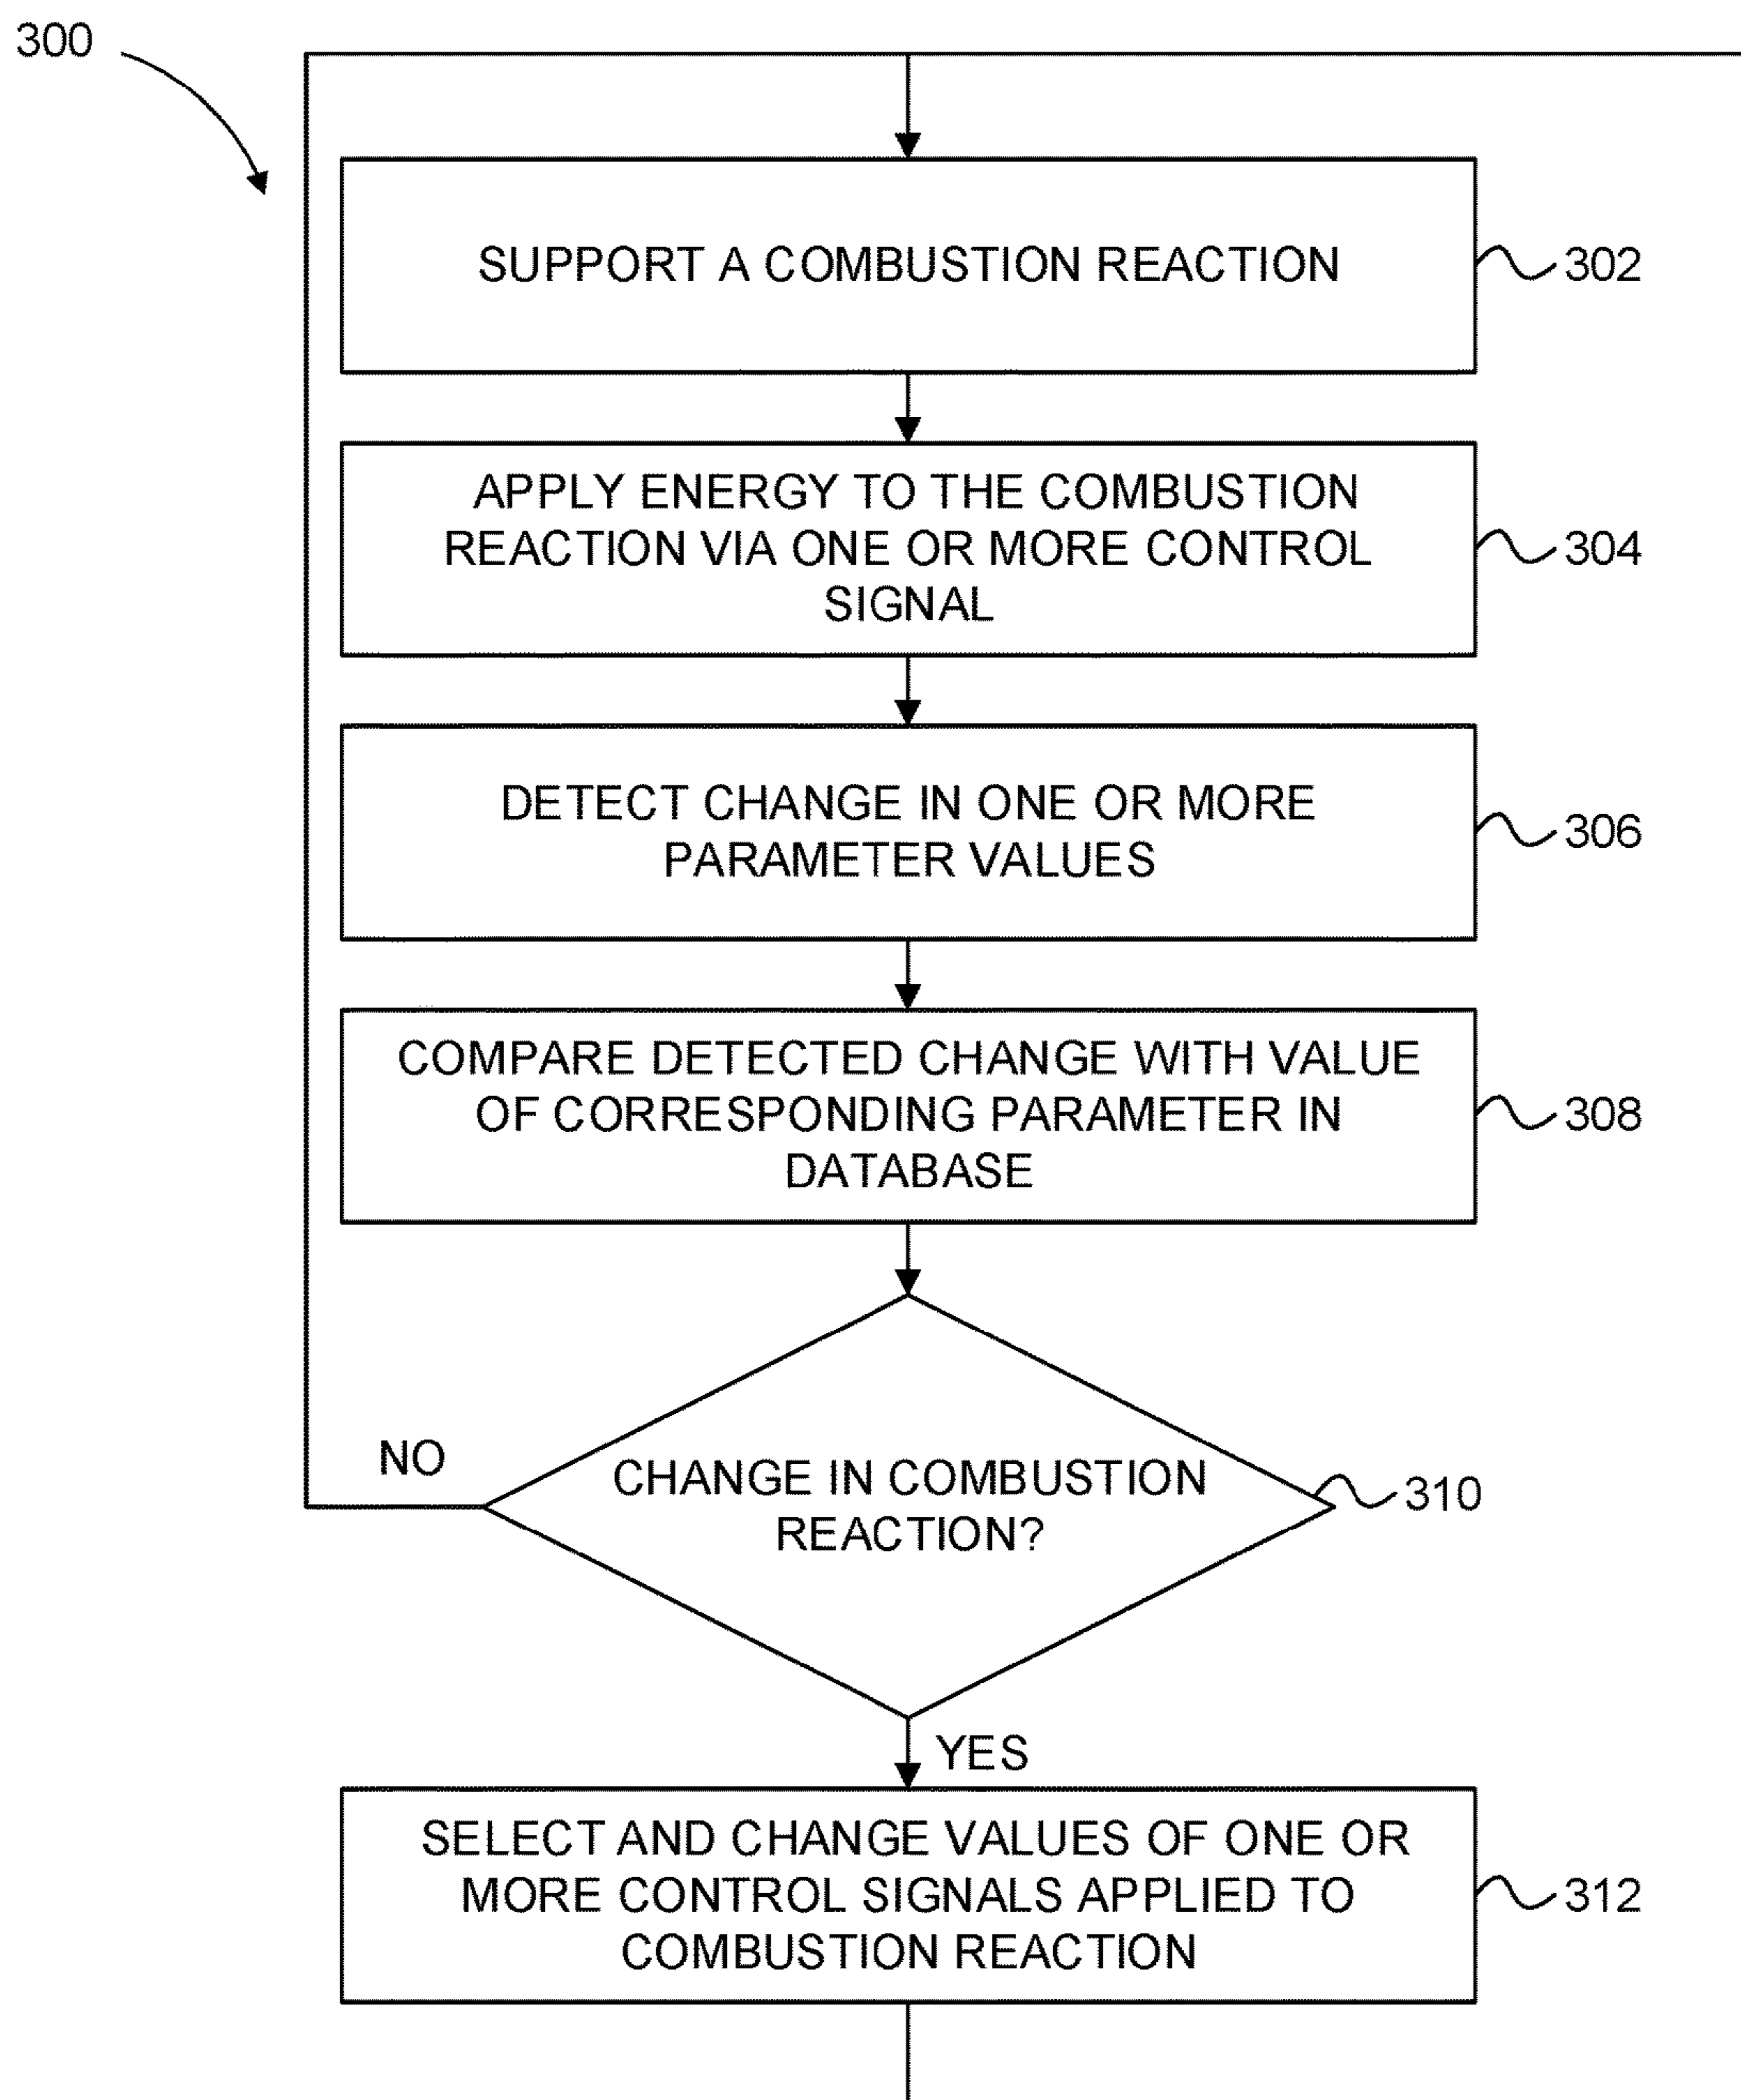 300
SUPPORT A COMBUSTION REACTION
302
APPLY ENERGY TO THE COMBUSTION
REACTION VIA ONE OR MORE CONTROL
SIGNAL
304
DETECT CHANGE IN ONE OR MORE
PARAMETER VALUES
306
COMPARE DETECTED CHANGE WITH VALUE
OF CORRESPONDING PARAMETER IN
DATABASE
308
NO
CHANGE IN COMBUSTION
REACTION?
310
YES
SELECT AND CHANGE VALUES OF ONE OR
MORE CONTROL SIGNALS APPLIED TO
COMBUSTION REACTION
312